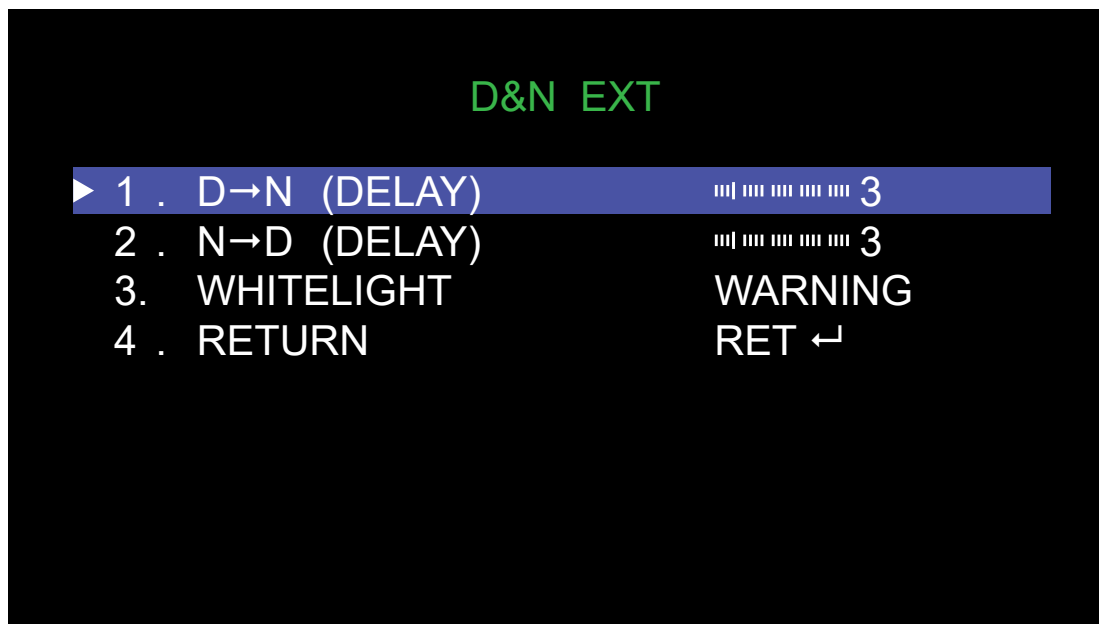 D&N EXT
1 . D→N (DELAY) 3
2 . N→D (DELAY) 3
3. WHITELIGHT WARNING
4 . RETURN RET ↵